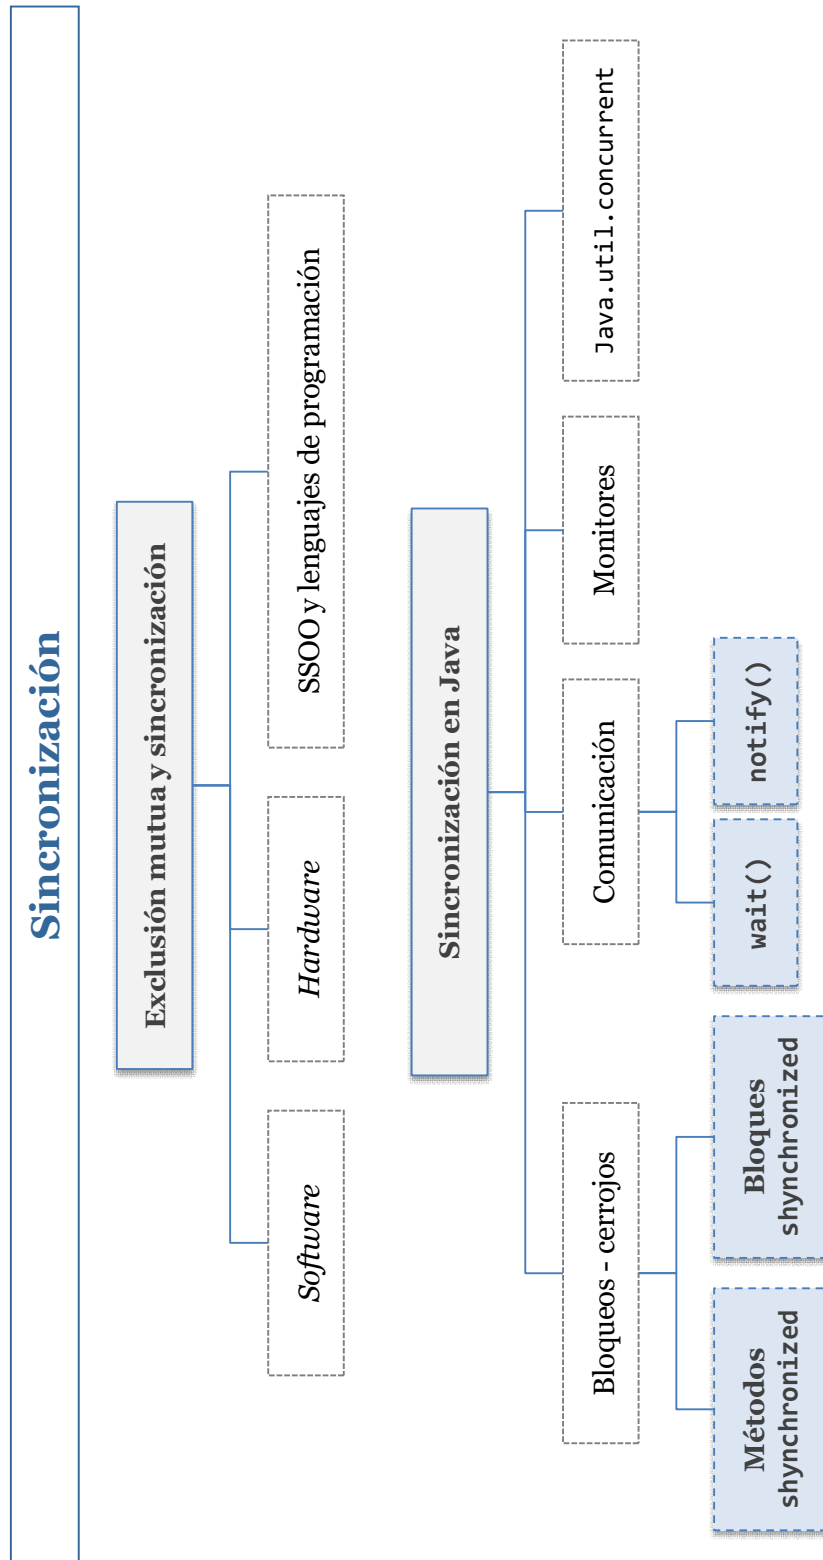 Sincronización
Exclusión mutua y sincronización
Software
Hardware
SSOO y lenguajes de programación
Sincronización en Java
Bloqueos - cerrojos
Comunicación
Monitores
Java.util.concurrent
Métodos
shynchronized
Bloques
shynchronized
wait()
notify()